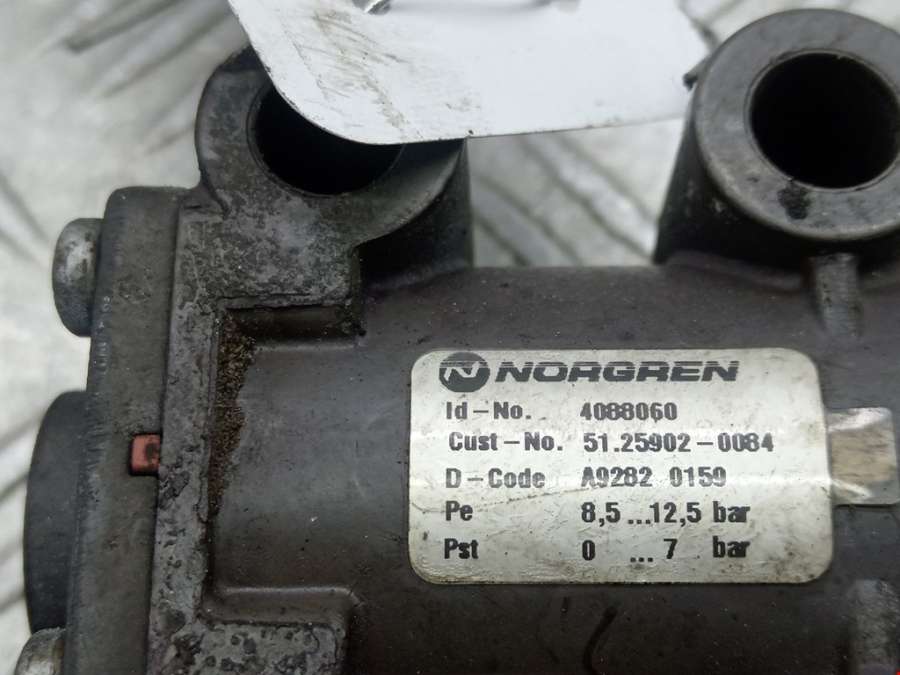 NORGREN
Id-No. 4088060
Cust-No. 51.25902-0084
D-Code A9282 0159
Pe 8,5 ...12,5 bar
Pst 0 ...7 bar